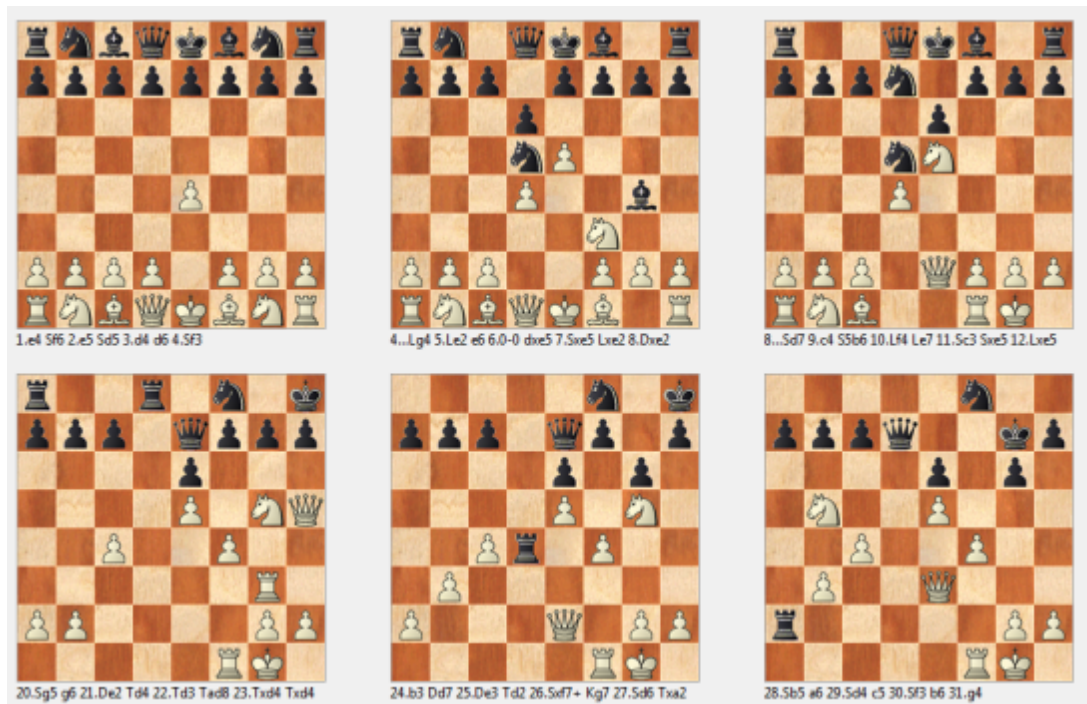 1.e4 Sf6 2.e5 Sd5 3.d4 d6 4.Sf3
4...Lg4 5.Le2 e6 6.0-0 dxe5 7.Sxe5 Lxe2 8.Dxe2
8...Sd7 9.c4 S5b6 10.Lf4 Le7 11.Sc3 Sxe5 12.Lxe5
20.Sg5 g6 21.De2 Td4 22.Td3 Tad8 23.Txd4 Txd4
24.b3 Dd7 25.De3 Td2 26.Sxf7+ Kg7 27.Sd6 Txa2
28.Sb5 a6 29.Sd4 c5 30.Sf3 b6 31.g4